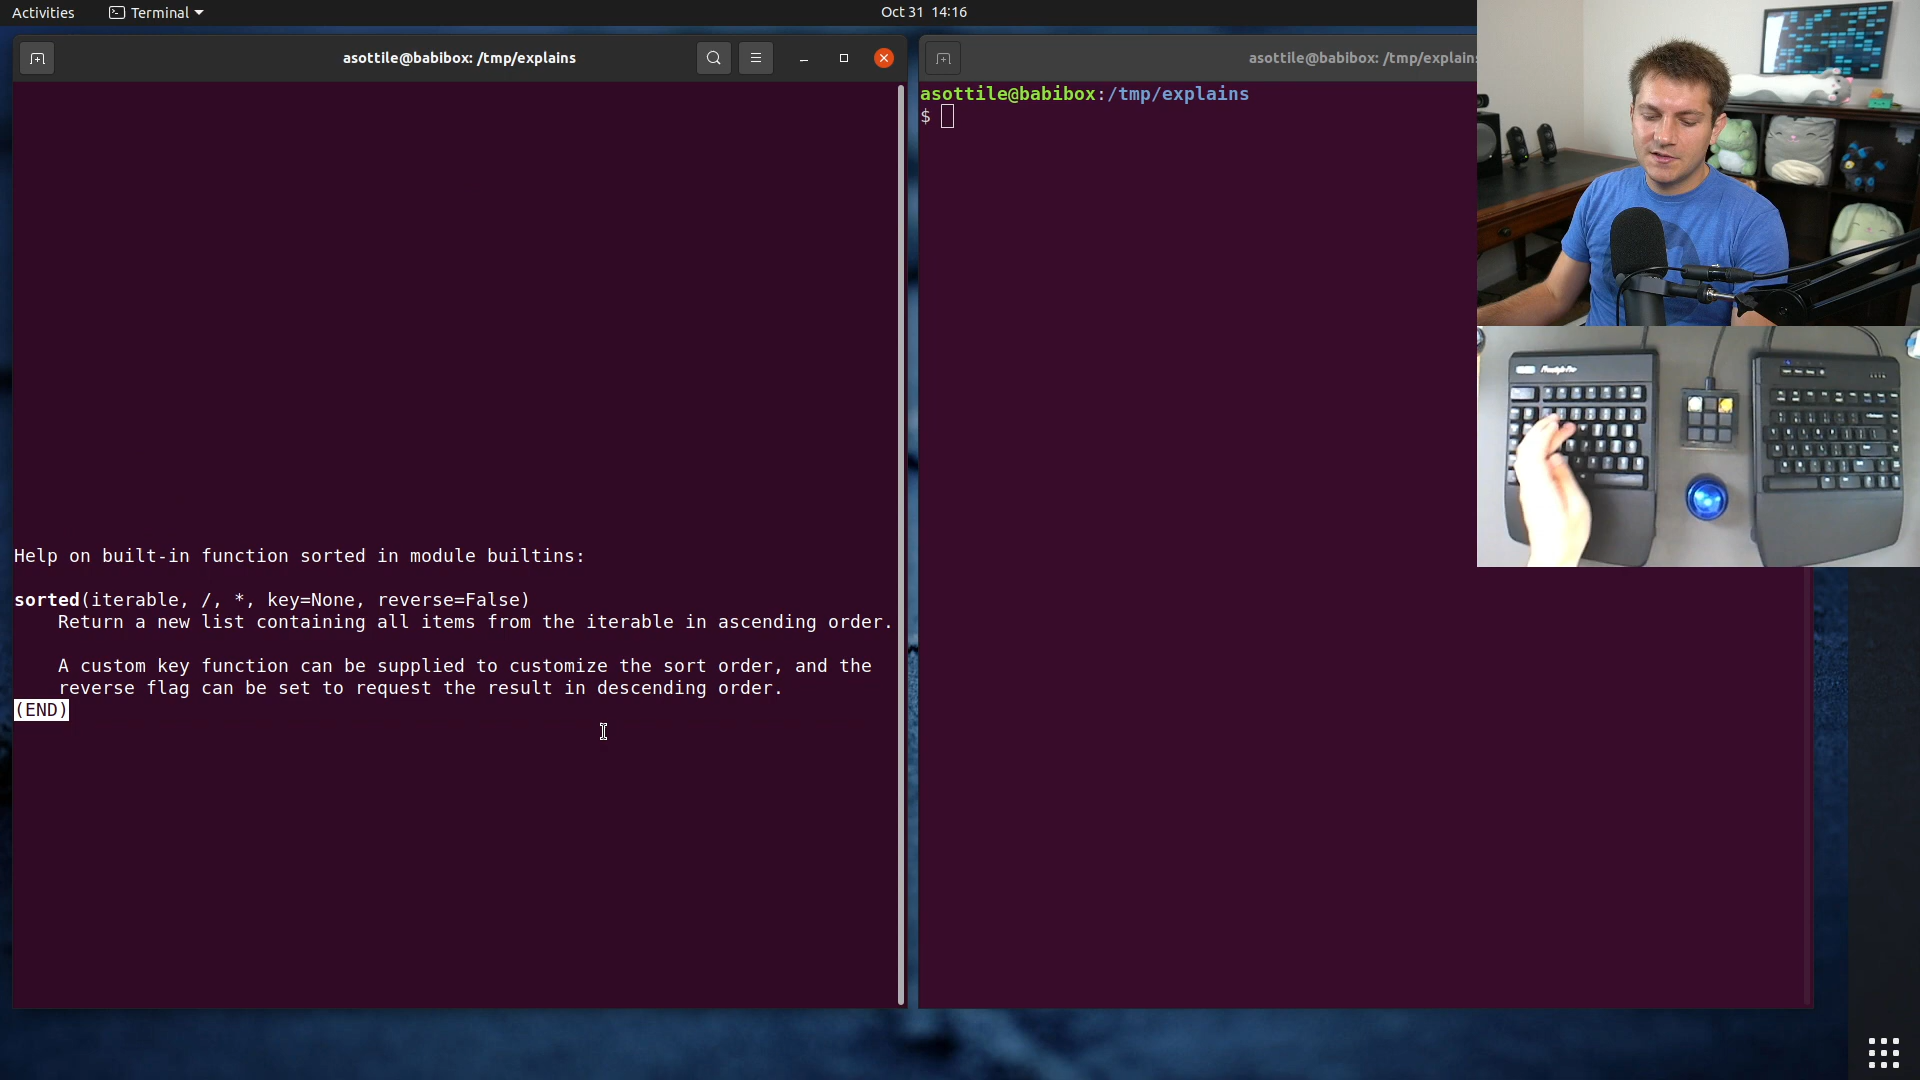 Activities
Terminal
Oct 31 14:16
asottile@babibox: /tmp/explains
asottile@babibox: /tmp/explains
Help on built-in function sorted in module builtins:
sorted(iterable, /, *, key=None, reverse=False)
Return a new list containing all items from the iterable in ascending order.
A custom key function can be supplied to customize the sort order, and the
reverse flag can be set to request the result in descending order.
(END)
asottile@babibox:/tmp/explains
$